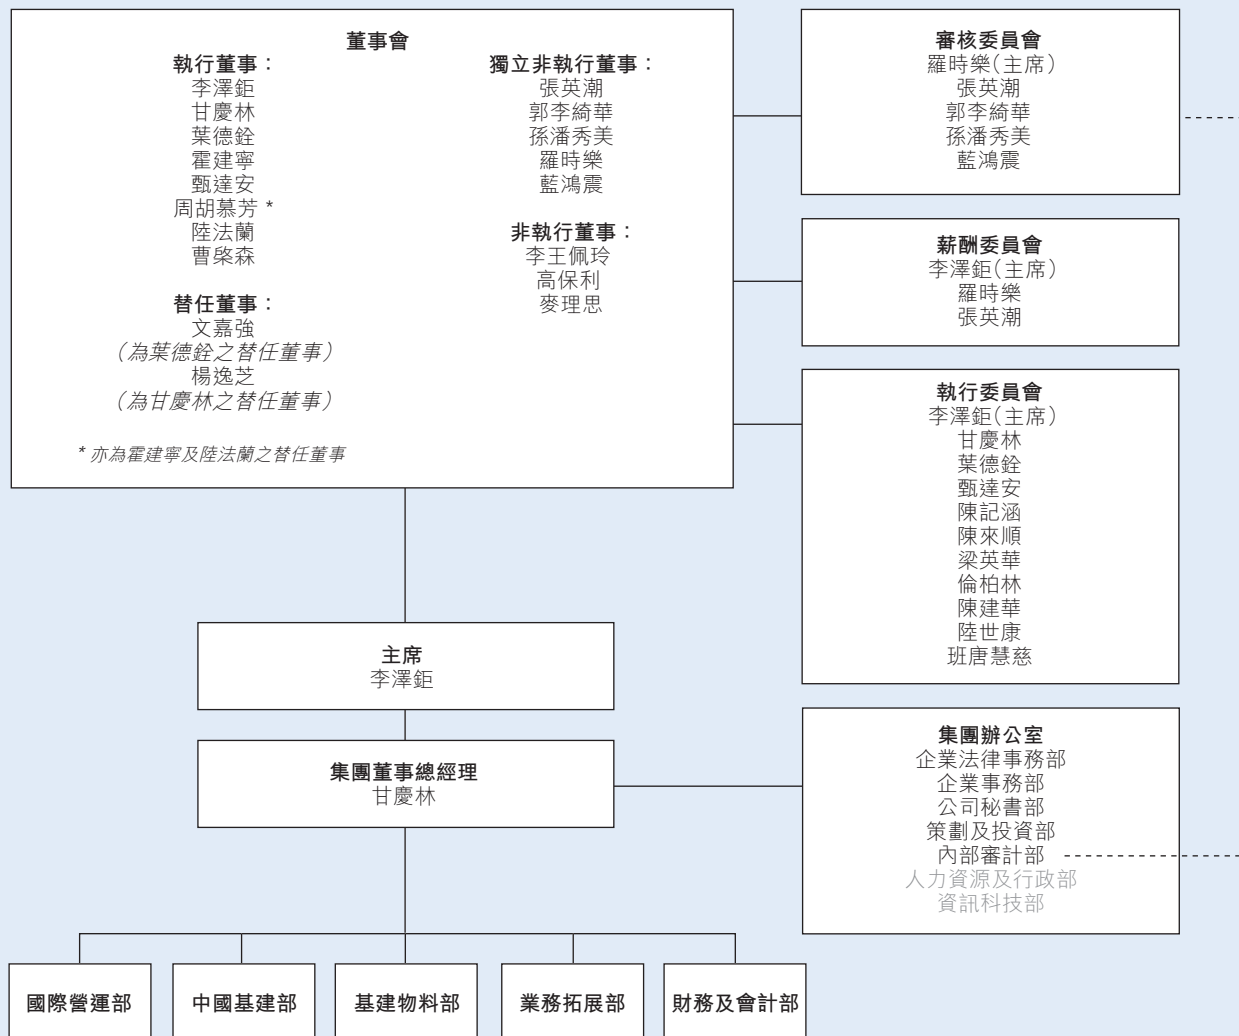 董事會
執行董事：
李澤鉅
甘慶林
葉德銓
霍建寧
甄達安
周胡慕芳 *
陸法蘭
曹棨森
替任董事：
文嘉強
（為葉德銓之替任董事）
楊逸芝
（為甘慶林之替任董事）
* 亦為霍建寧及陸法蘭之替任董事
獨立非執行董事：
張英潮
郭李綺華
孫潘秀美
羅時樂
藍鴻震
非執行董事：
李王佩玲
高保利
麥理思
審核委員會
羅時樂（主席）
張英潮
郭李綺華
孫潘秀美
藍鴻震
薪酬委員會
李澤鉅（主席）
羅時樂
張英潮
執行委員會
李澤鉅（主席）
甘慶林
葉德銓
甄達安
陳記涵
陳來順
梁英華
倫柏林
陳建華
陸世康
班唐慧慈
主席
李澤鉅
集團董事總經理
甘慶林
集團辦公室
企業法律事務部
企業事務部
公司秘書部
策劃及投資部
內部審計部
人力資源及行政部
資訊科技部
國際營運部
中國基建部
基建物料部
業務拓展部
財務及會計部